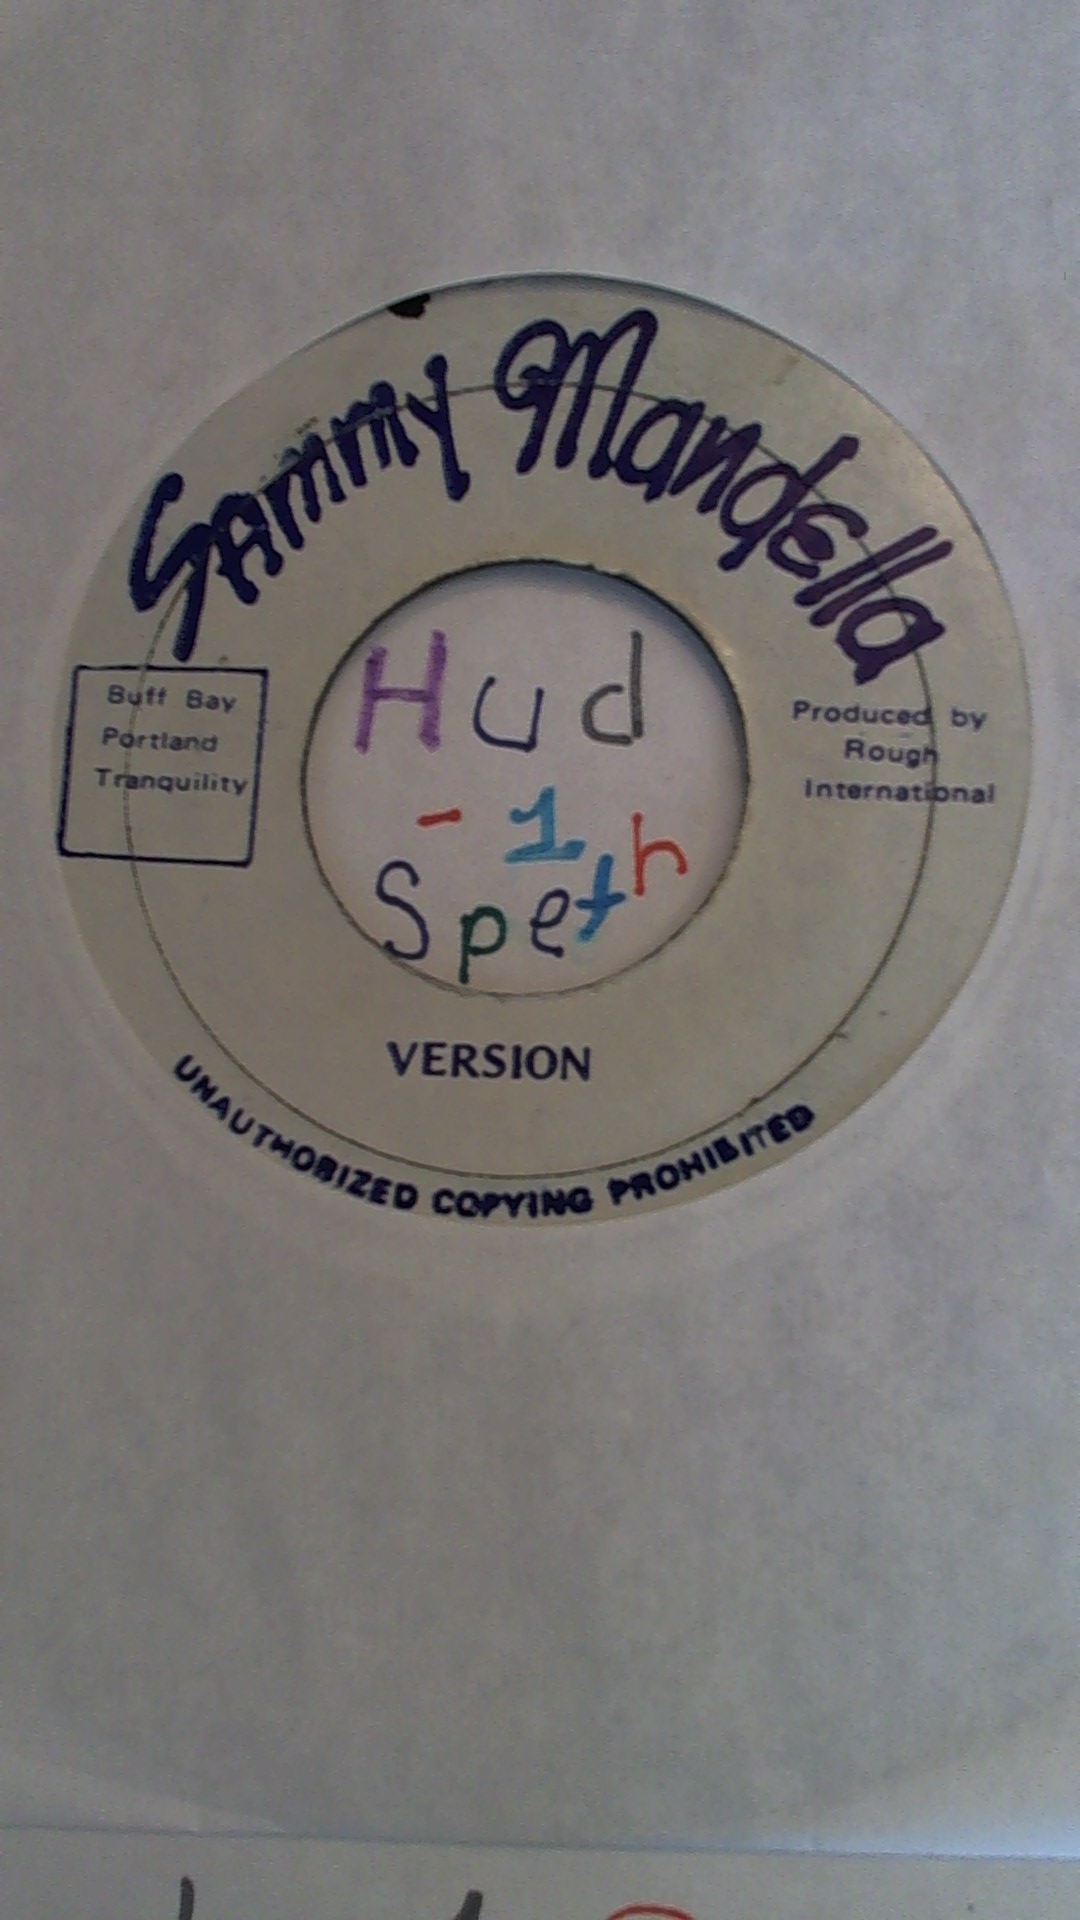 Sammy Mandella
Buff Bay
Portland
Tranquility
Produced by
Rough
International
Hud
- 1
Speth
VERSION
UNAUTHORIZED COPYING PROHIBITED